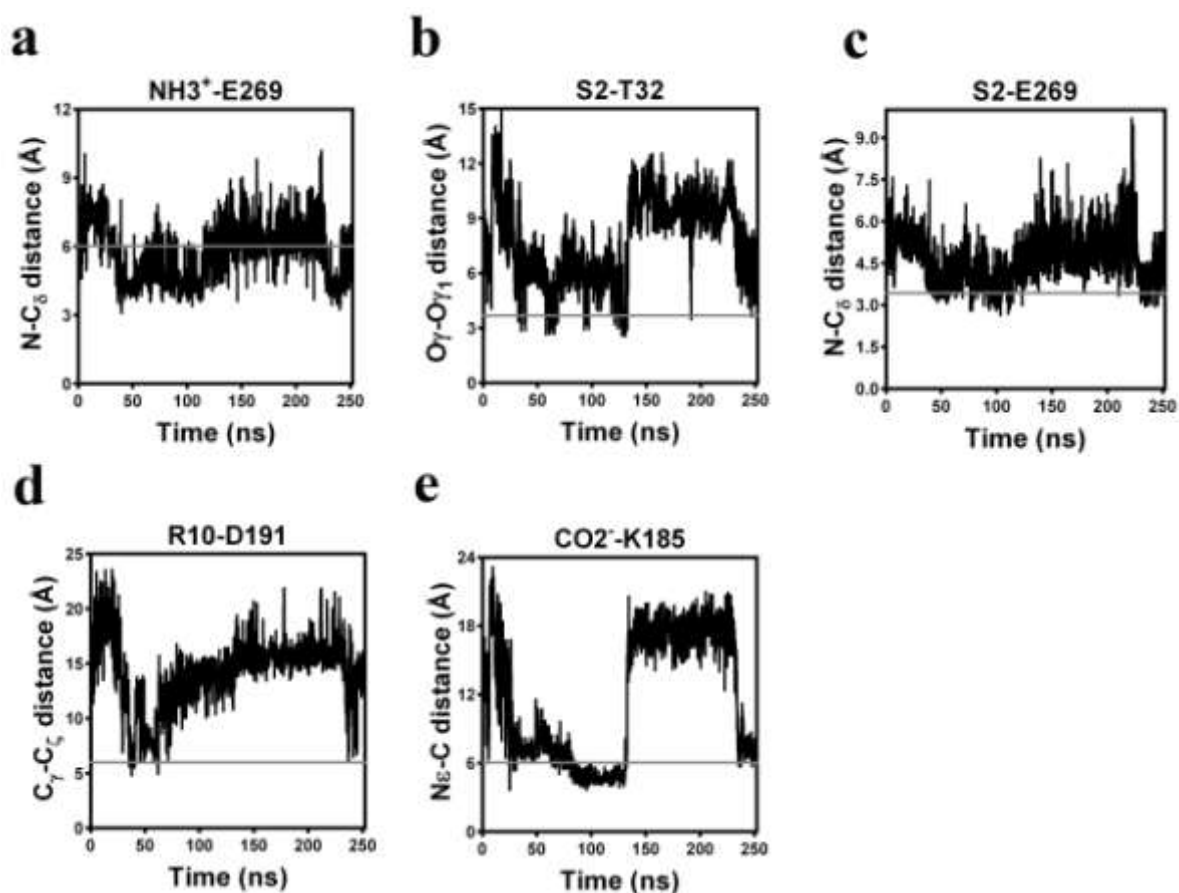 a
NH3⁺-E269
N-Cδ distance (Å)
12
9
6
3
0
0 50 100 150 200 250
Time (ns)
b
S2-T32
Oγ-Oγ₁ distance (Å)
15
12
9
6
3
0
0 50 100 150 200 250
Time (ns)
c
S2-E269
N-Cδ distance (Å)
9.0
7.5
6.0
4.5
3.0
1.5
0.0
0 50 100 150 200 250
Time (ns)
d
R10-D191
Cγ-Cζ distance (Å)
25
20
15
10
5
0
0 50 100 150 200 250
Time (ns)
e
CO2⁻-K185
Nε-C distance (Å)
24
18
12
6
0
0 50 100 150 200 250
Time (ns)